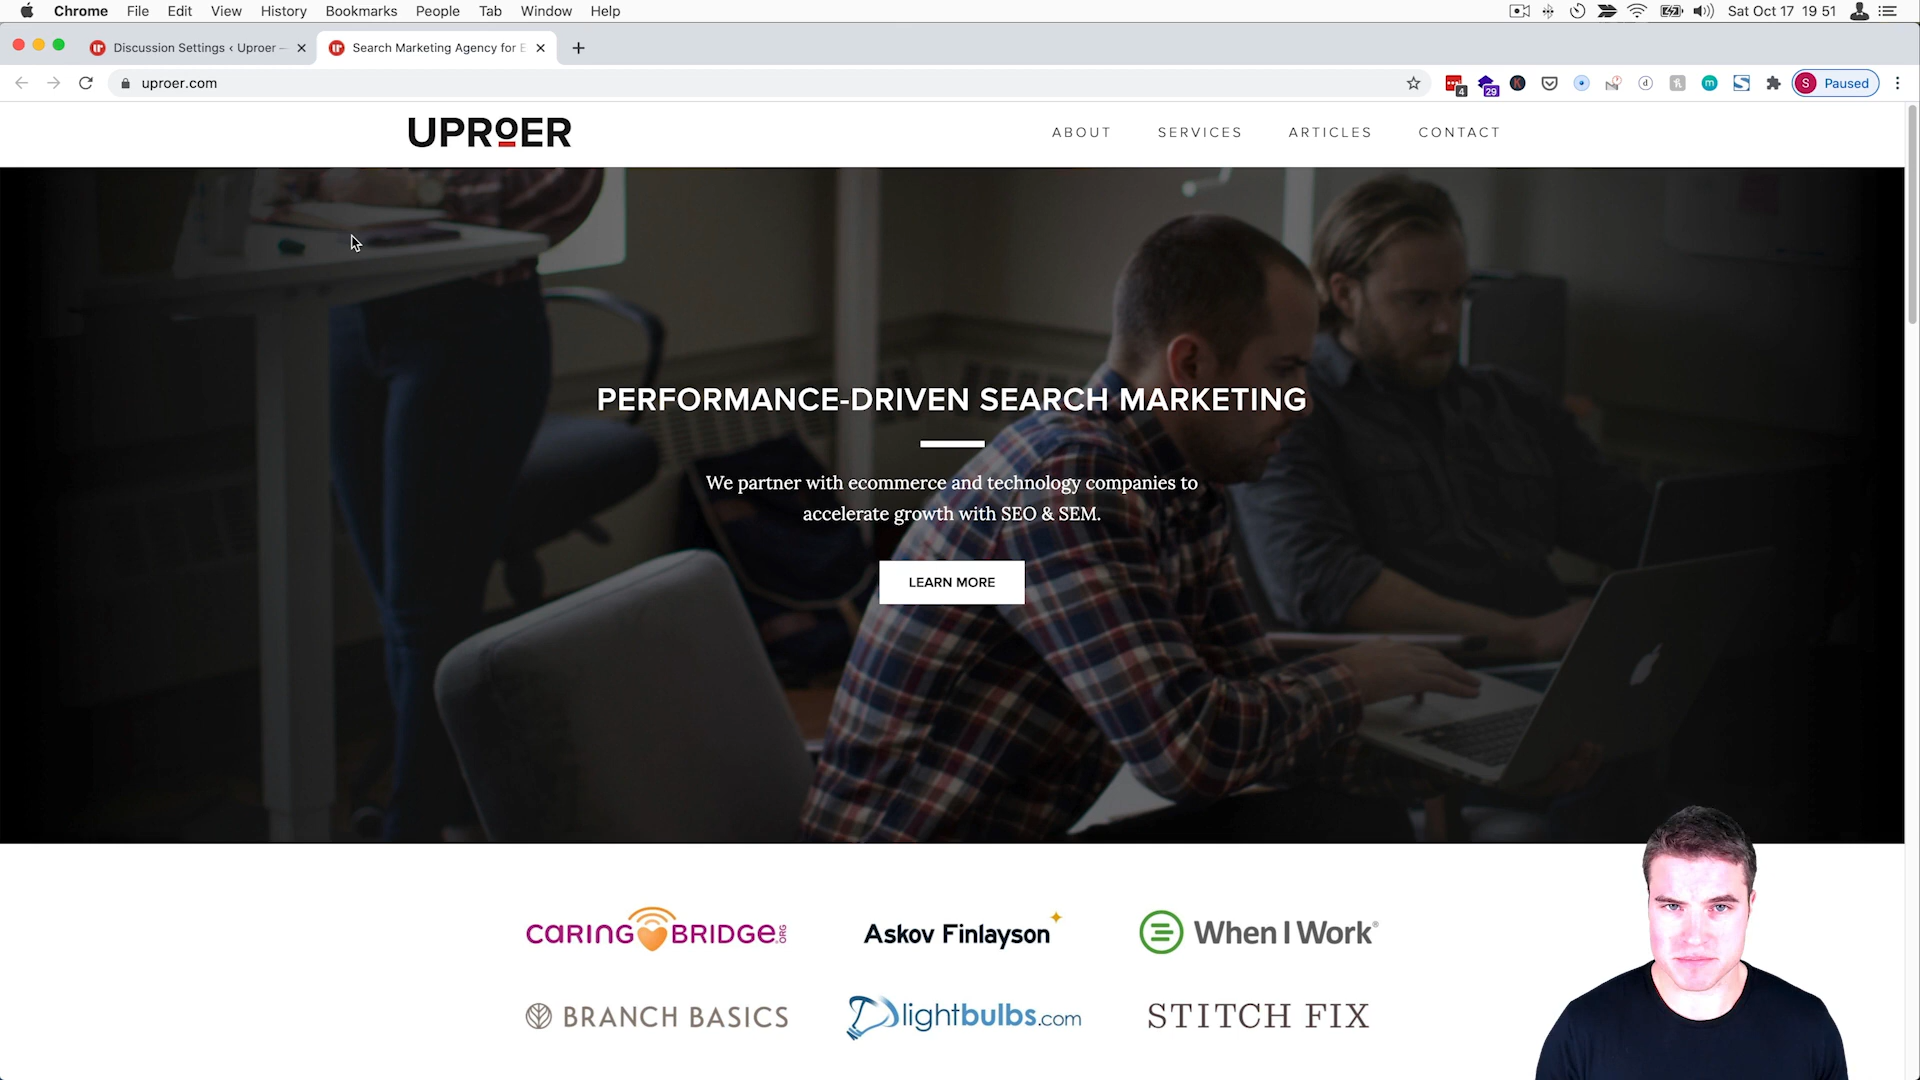 Chrome File Edit View History Bookmarks People Tab Window Help Sat Oct 17 19 51
Discussion Settings ‹ Uproer — Search Marketing Agency for E
uproer.com 4 29 S Paused
UPROER ABOUT SERVICES ARTICLES CONTACT
PERFORMANCE-DRIVEN SEARCH MARKETING
We partner with ecommerce and technology companies to
accelerate growth with SEO & SEM.
LEARN MORE
CARINGBRIDGE.ORG Askov Finlayson When I Work®
BRANCH BASICS lightbulbs.com STITCH FIX